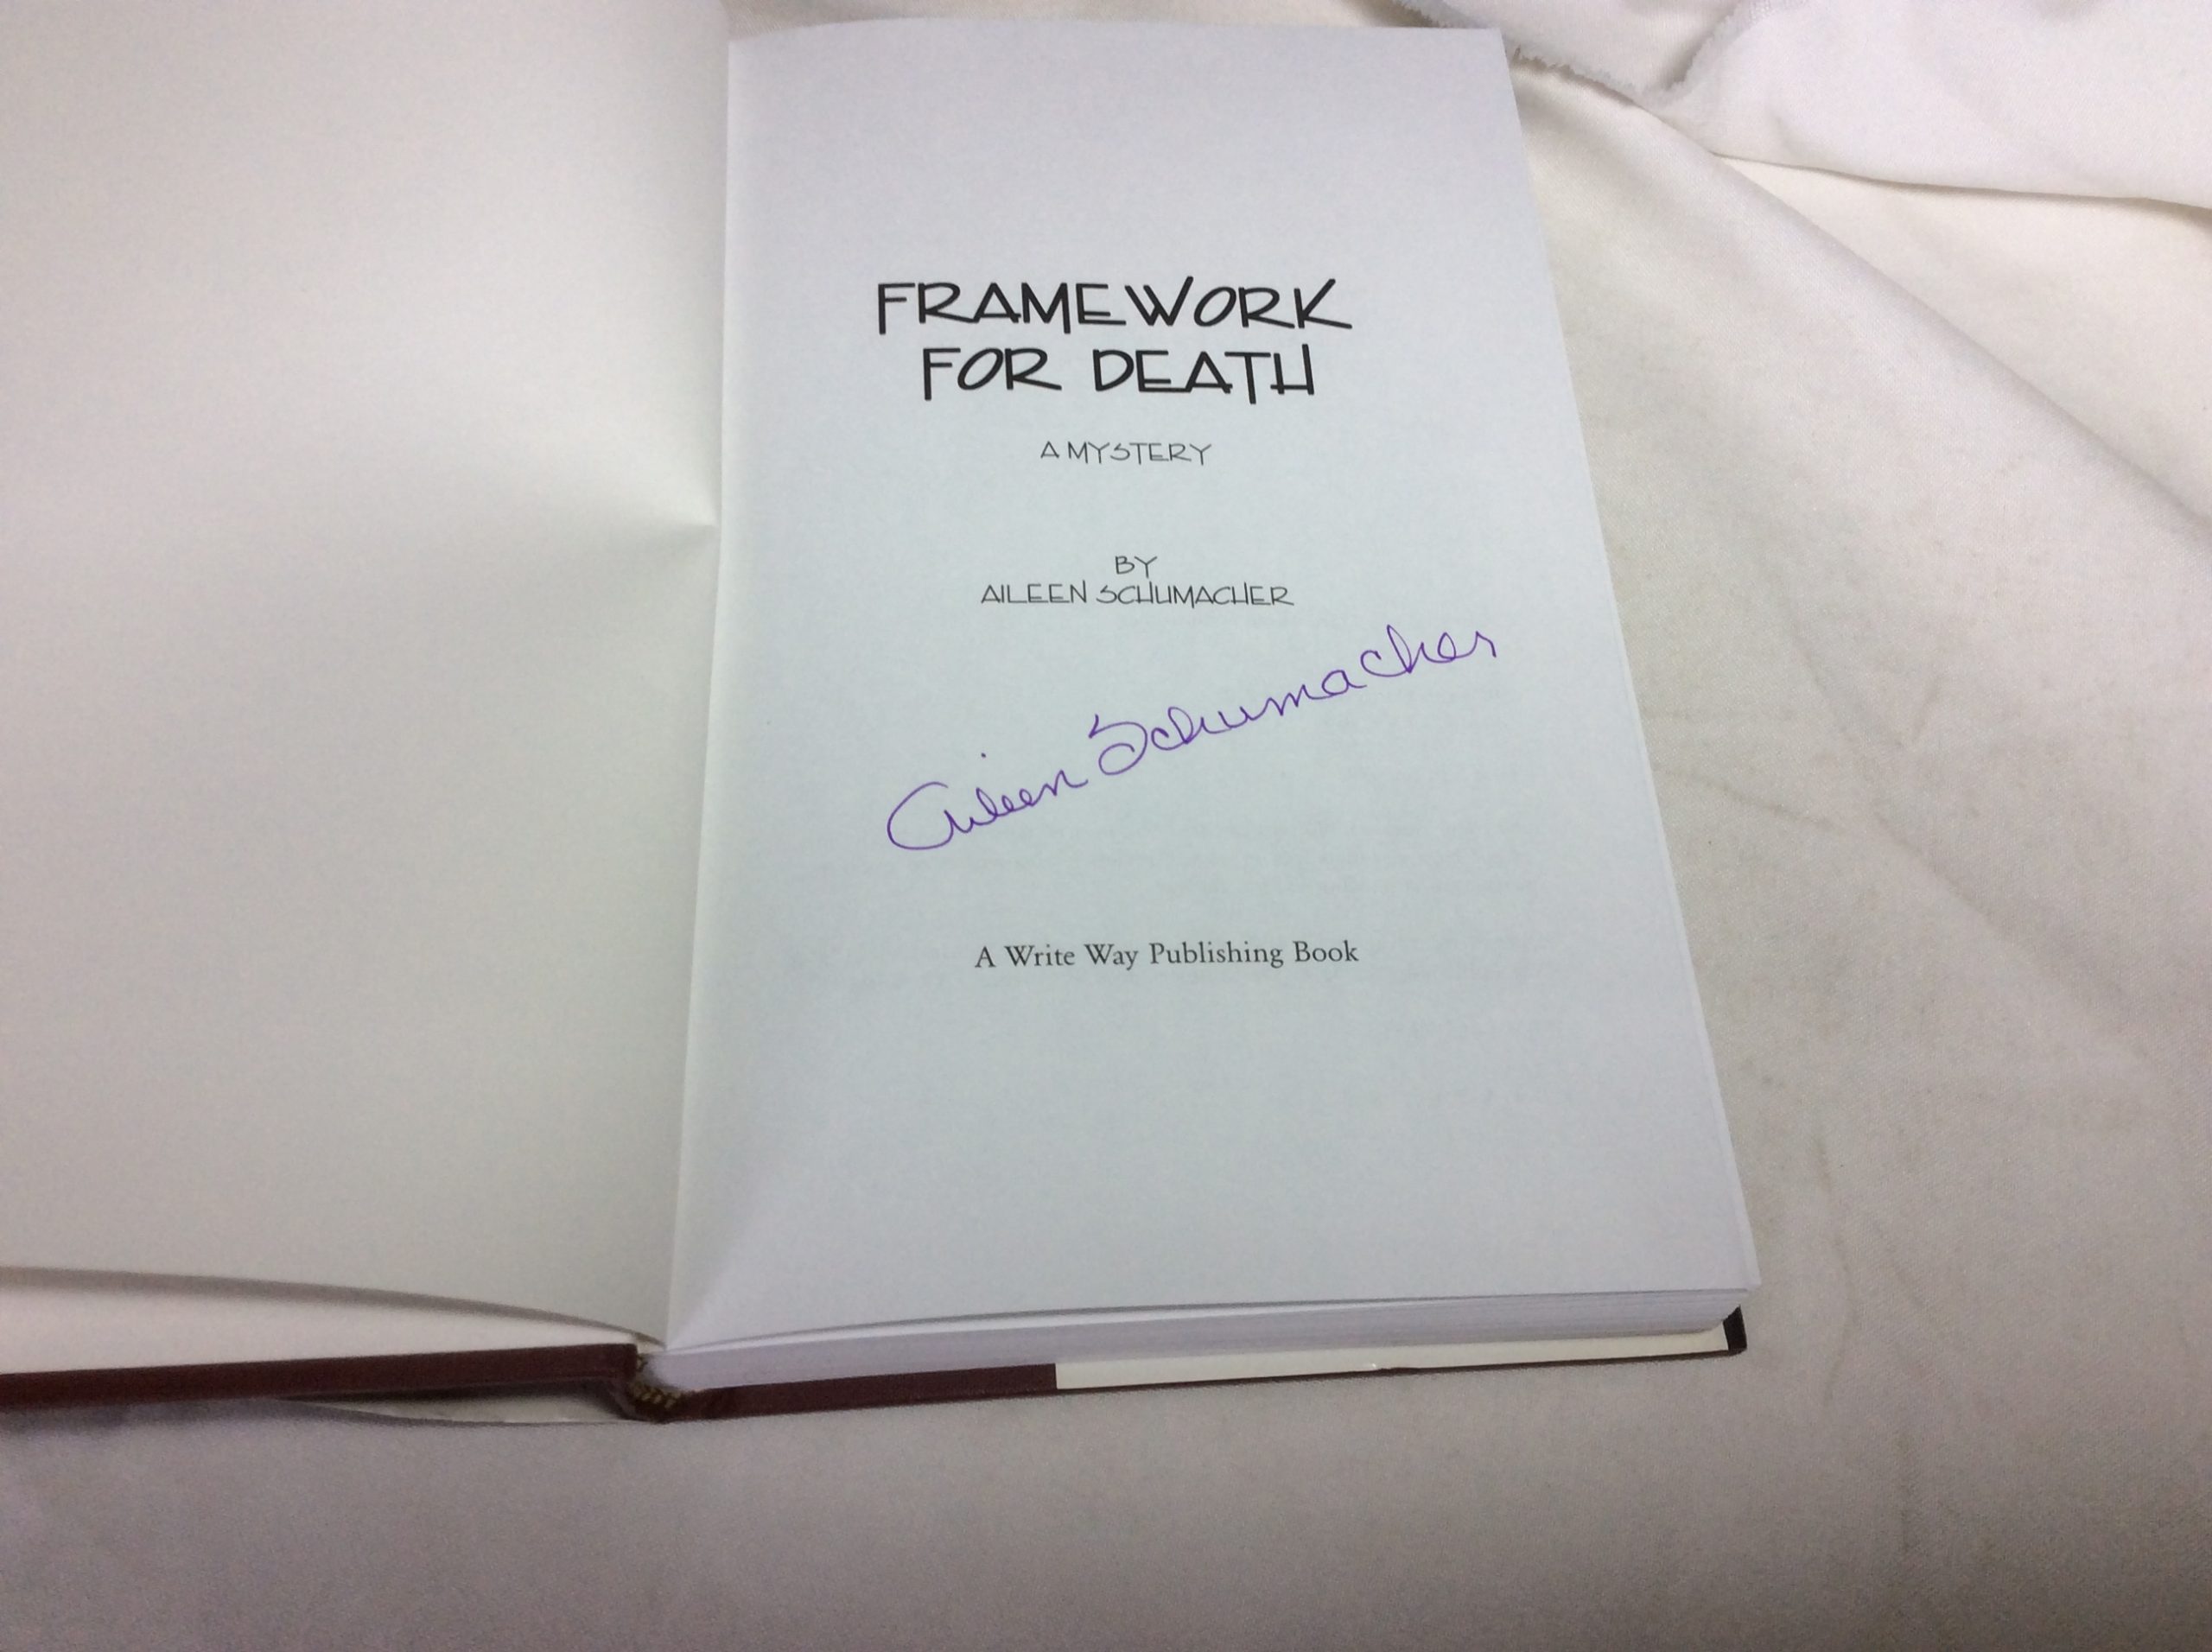 FRAMEWORK
FOR DEATH
A MYSTERY
BY
AILEEN SCHUMACHER
Aileen Schumacher
A Write Way Publishing Book